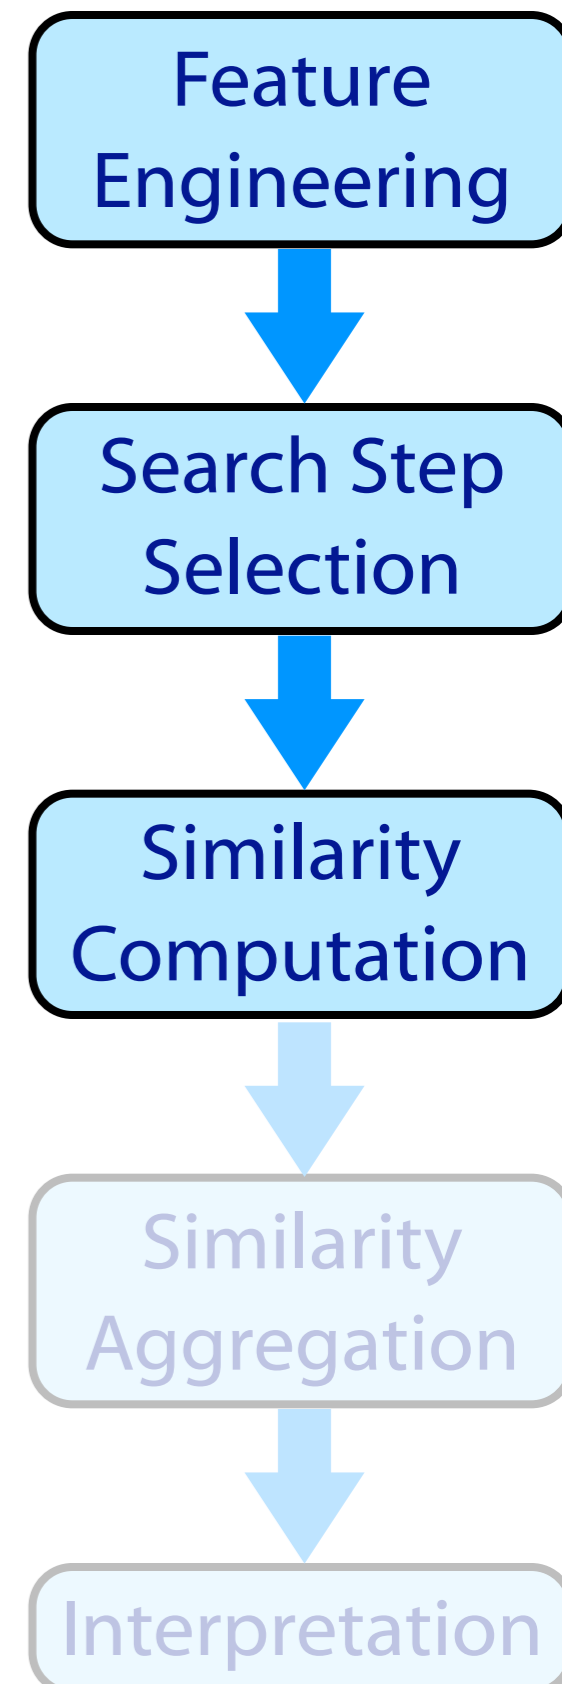 Feature
Engineering
Search Step
Selection
Similarity
Computation
Similarity
Aggregation
Interpretation